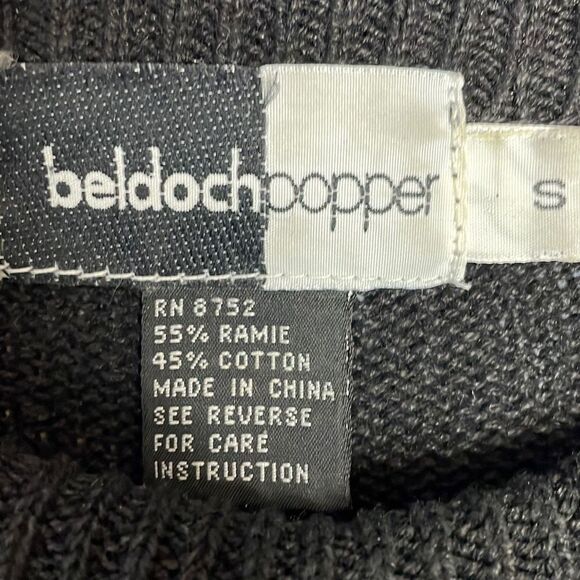 beldochpopper
S
RN 8752
55% RAMIE
45% COTTON
MADE IN CHINA
SEE REVERSE
FOR CARE
INSTRUCTION